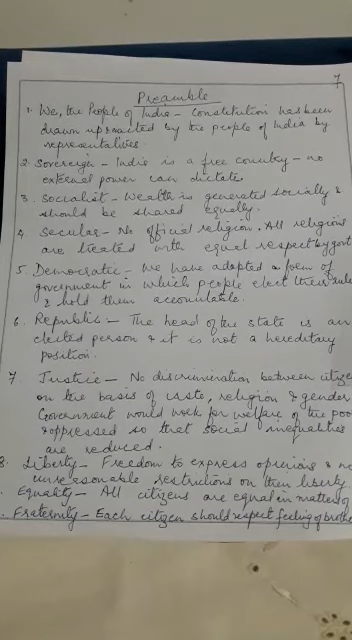 7
Preamble
1. We, the People of India - Constitution has been
drawn up & enacted by the people of India by
representatives.
2. Sovereign - India is a free country - no
external power can dictate
3. Socialist - Wealth is generated socially &
should be shared equally.
4 Secular - No official religion. All religions
are treated with equal respect by govt
5. Democratic - We have adopted a form of
government in which people elect their rule
& hold them accountable.
6. Republic - The head of the state is an
elected person & it is not a hereditary
position.
7 Justice - No discrimination between citize
on the basis of caste, religion & gender
Government would work for welfare of the poo
& oppressed so that social inequalities
are reduced.
8. Liberty - Freedom to express opinions & no
unreasonable restrictions on their liberty.
. Equality - All citizens are equal in matters of
. Fraternity - Each citizen should respect feeling of brothe